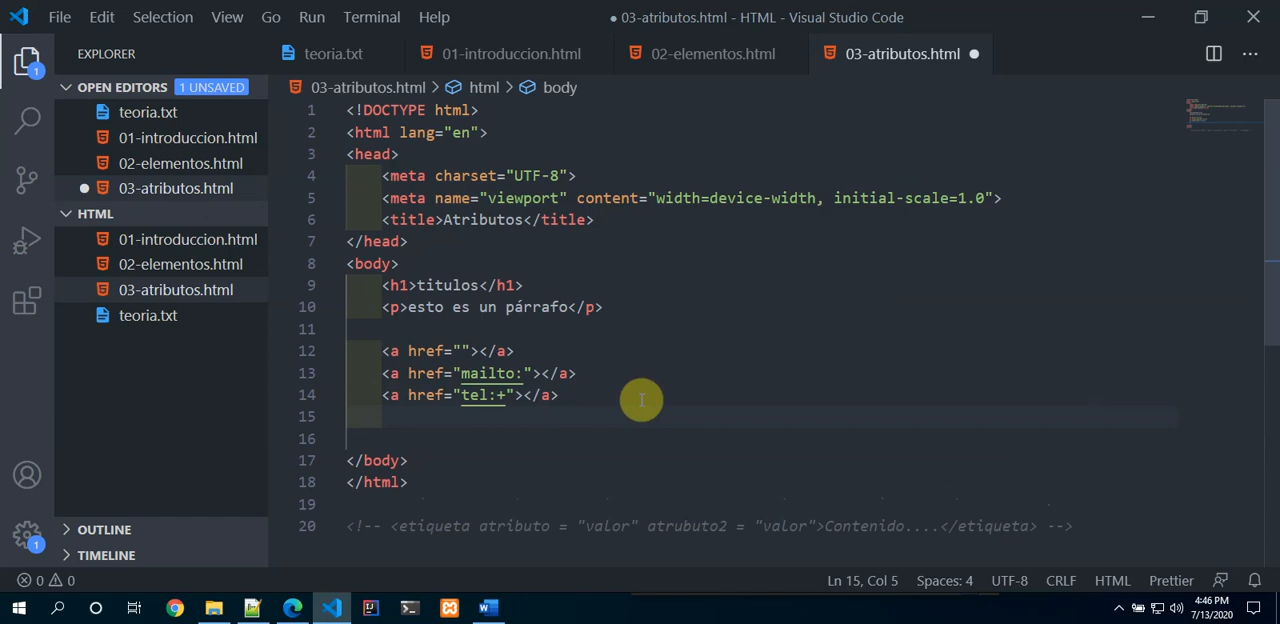 File Edit Selection View Go Run Terminal Help
● 03-atributos.html - HTML - Visual Studio Code
EXPLORER
teoria.txt
01-introduccion.html
02-elementos.html
03-atributos.html ●
1
OPEN EDITORS 1 UNSAVED
teoria.txt
01-introduccion.html
02-elementos.html
● 03-atributos.html
HTML
01-introduccion.html
02-elementos.html
03-atributos.html
teoria.txt
OUTLINE
TIMELINE
1
03-atributos.html > html > body
1 <!DOCTYPE html>
2 <html lang="en">
3 <head>
4 <meta charset="UTF-8">
5 <meta name="viewport" content="width=device-width, initial-scale=1.0">
6 <title>Atributos</title>
7 </head>
8 <body>
9 <h1>titulos</h1>
10 <p>esto es un párrafo</p>
11
12 <a href=""></a>
13 <a href="mailto:"></a>
14 <a href="tel:+"></a>
15
16
17 </body>
18 </html>
19
20 <!-- <etiqueta atributo = "valor" atrubuto2 = "valor">Contenido....</etiqueta> -->
0 0
Ln 15, Col 5 Spaces: 4 UTF-8 CRLF HTML Prettier
4:46 PM
7/13/2020